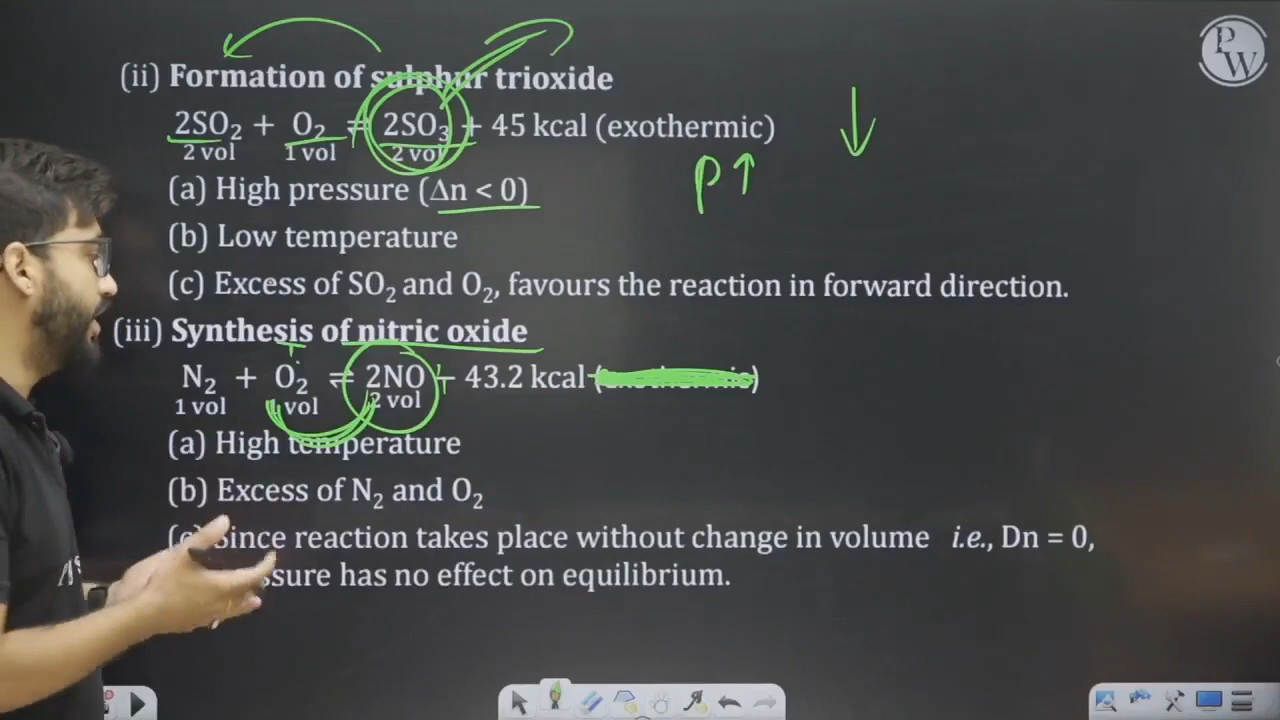 PW
(ii) Formation of sulphur trioxide
2SO₂ + O₂ ⇌ 2SO₃ + 45 kcal (exothermic)
2 vol 1 vol 2 vol
P↑
(a) High pressure (Δn < 0)
(b) Low temperature
(c) Excess of SO₂ and O₂, favours the reaction in forward direction.
(iii) Synthesis of nitric oxide
N₂ + O₂ ⇌ 2NO − 43.2 kcal
1 vol 1 vol 2 vol
(a) High temperature
(b) Excess of N₂ and O₂
(c) Since reaction takes place without change in volume i.e., Dn = 0,
ssure has no effect on equilibrium.